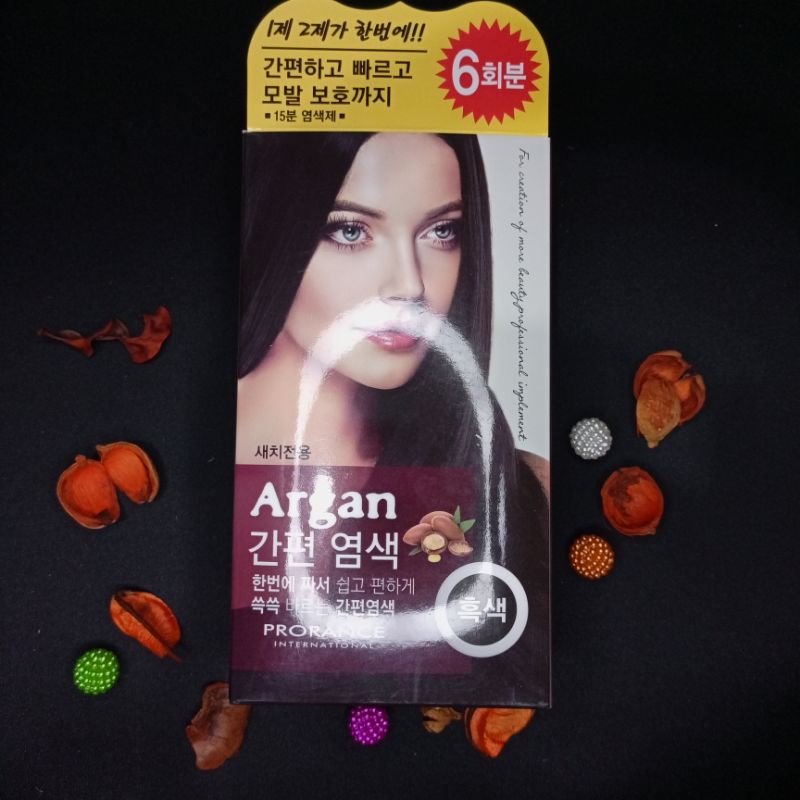 1제 2제가 한번에!!
간편하고 빠르고
모발 보호까지
▪15분 염색제▪
6회분
For creation of more beauty,professional implement
새치전용
Argan
간편 염색
한번에 짜서 쉽고 편하게
쓱쓱 바르는 간편염색
흑색
PRORANCE
INTERNATIONAL